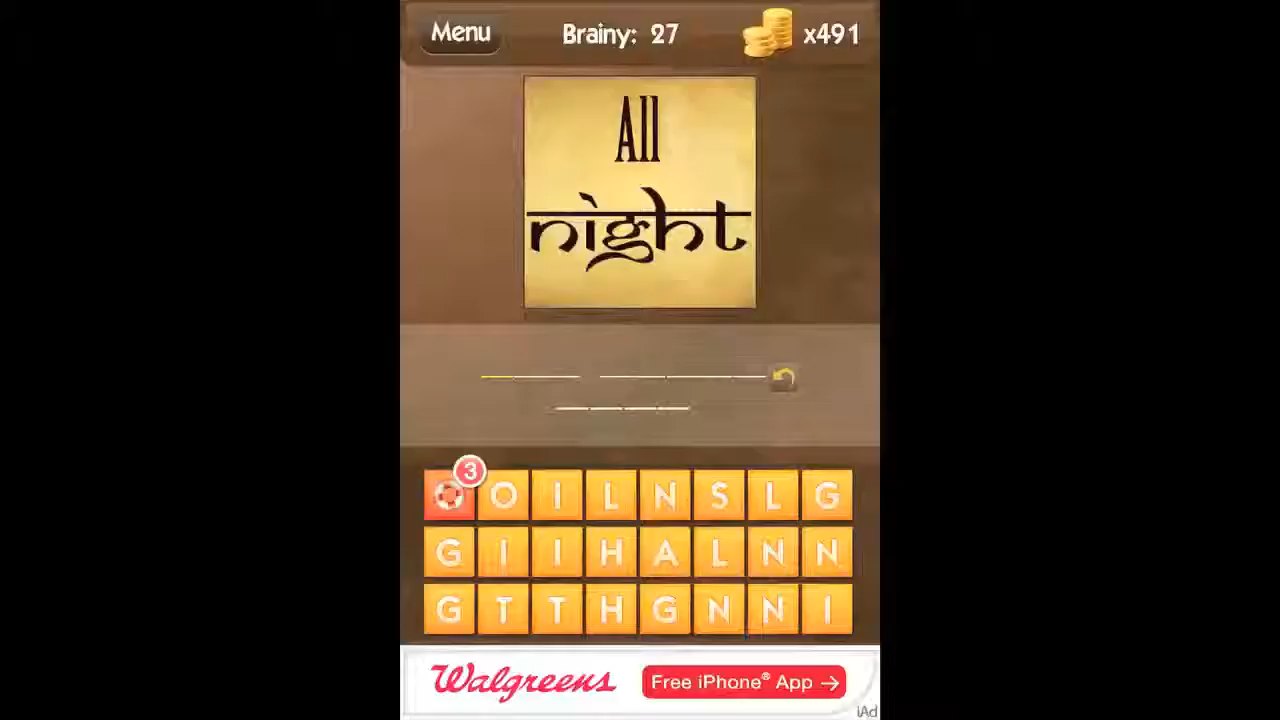 Menu Brainy: 27 x491
All
night
3
O I L N S L G
G I I H A L N N
G T T H G N N I
Walgreens Free iPhone® App →
iAd